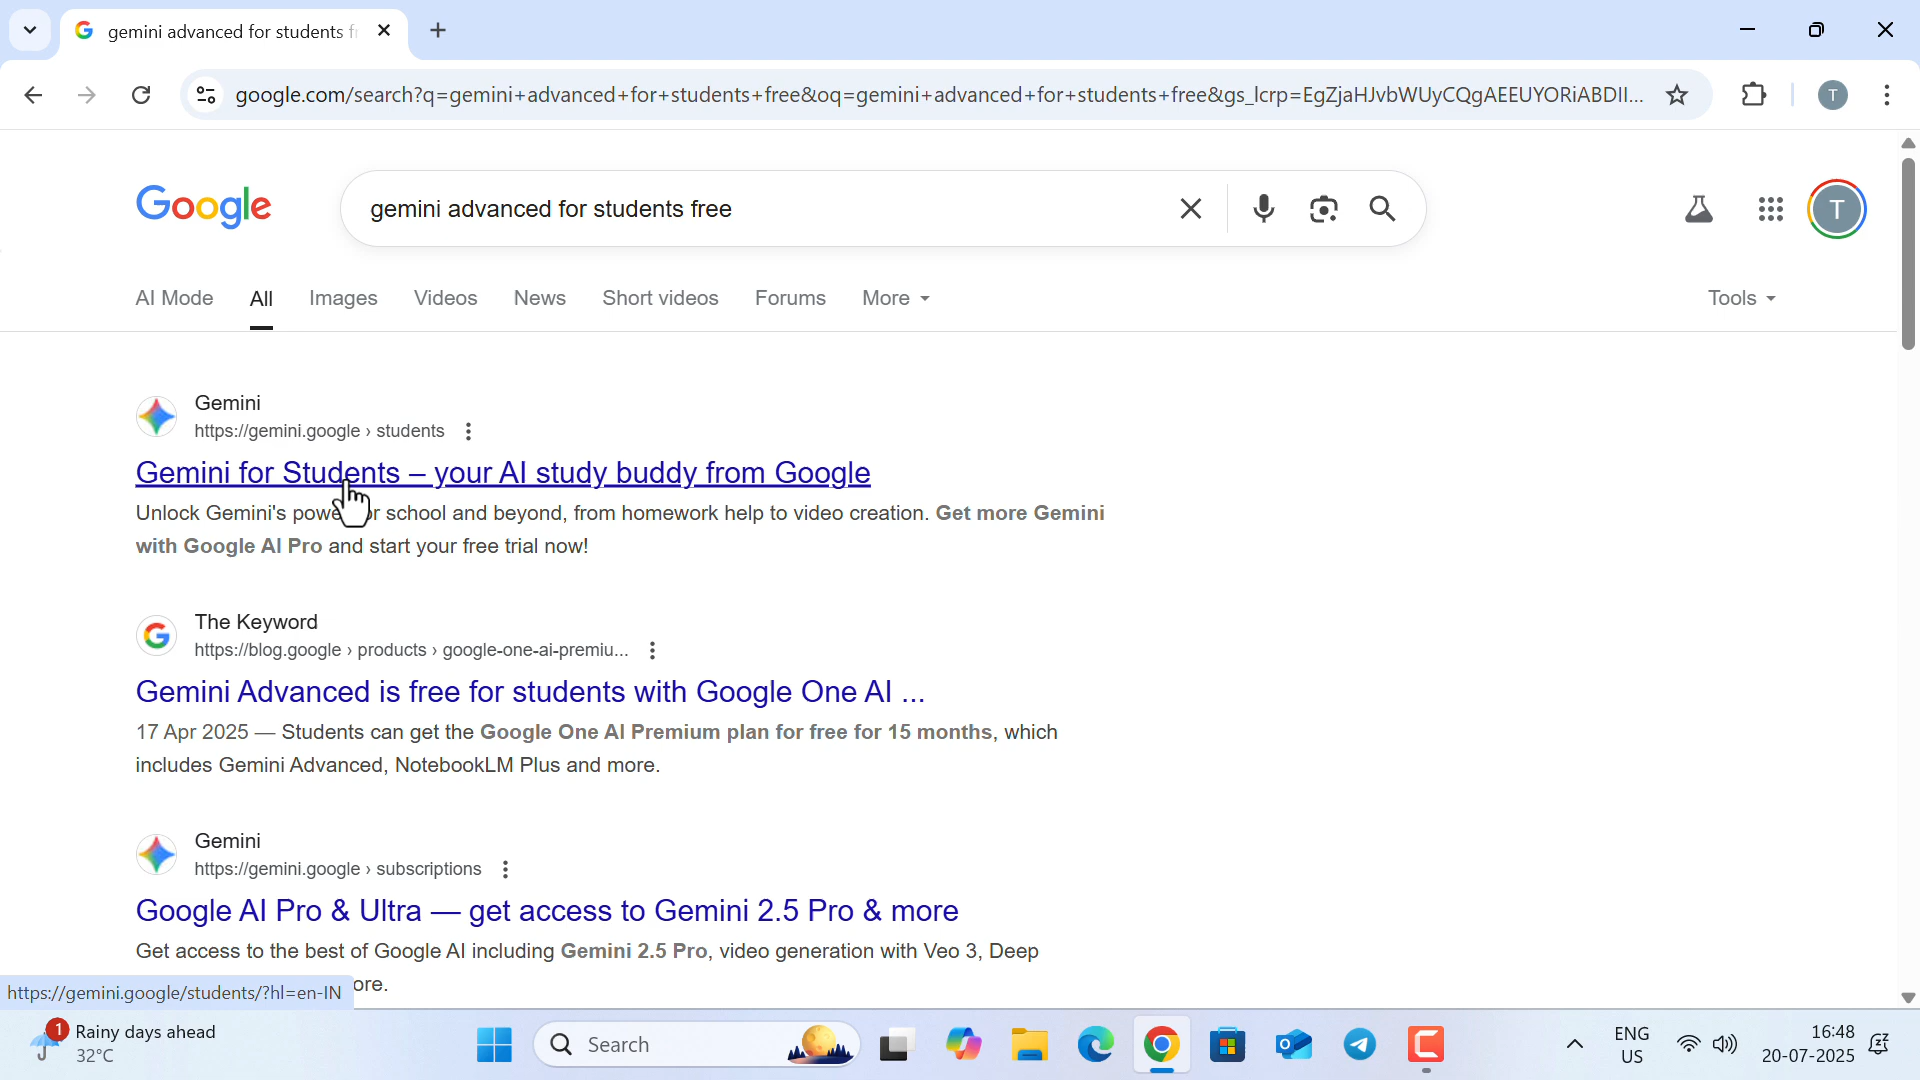 gemini advanced for students f
google.com/search?q=gemini+advanced+for+students+free&oq=gemini+advanced+for+students+free&gs_lcrp=EgZjaHJvbWUyCQgAEEUYORiABDIl...
T
Google
gemini advanced for students free
T
AI Mode
All
Images
Videos
News
Short videos
Forums
More
Tools
Gemini
https://gemini.google › students
Gemini for Students – your AI study buddy from Google
Unlock Gemini's powe r school and beyond, from homework help to video creation. Get more Gemini
with Google AI Pro and start your free trial now!
The Keyword
https://blog.google › products › google-one-ai-premiu...
Gemini Advanced is free for students with Google One AI ...
17 Apr 2025 — Students can get the Google One AI Premium plan for free for 15 months, which
includes Gemini Advanced, NotebookLM Plus and more.
Gemini
https://gemini.google › subscriptions
Google AI Pro & Ultra — get access to Gemini 2.5 Pro & more
Get access to the best of Google AI including Gemini 2.5 Pro, video generation with Veo 3, Deep
ore.
https://gemini.google/students/?hl=en-IN
1
Rainy days ahead
32°C
Search
ENG
US
16:48
20-07-2025